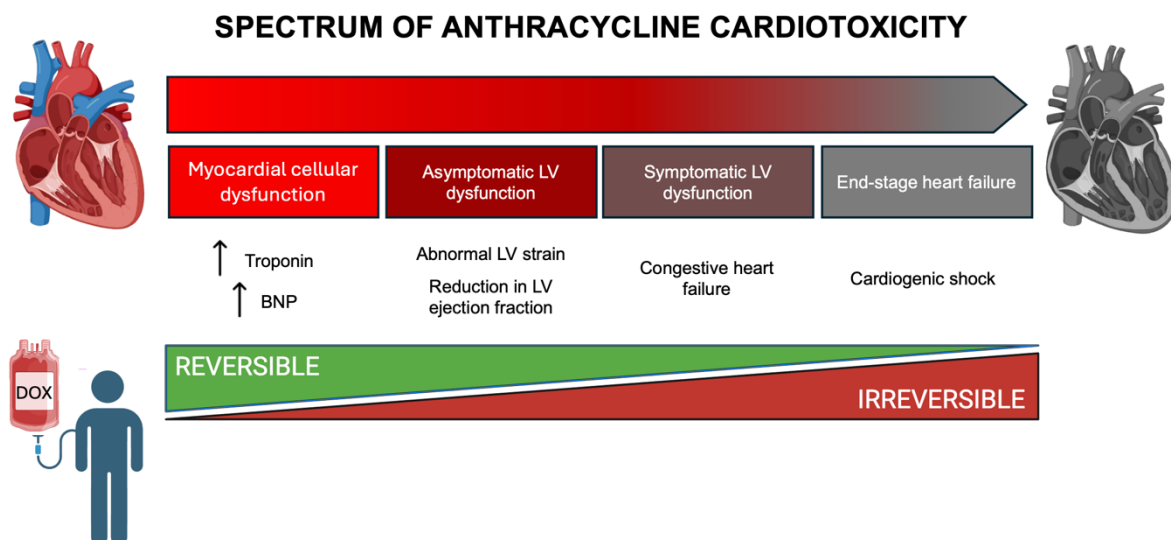 SPECTRUM OF ANTHRACYCLINE CARDIOTOXICITY
Myocardial cellular
dysfunction
Asymptomatic LV
dysfunction
Symptomatic LV
dysfunction
End-stage heart failure
Troponin
BNP
Abnormal LV strain
Reduction in LV
ejection fraction
Congestive heart
failure
Cardiogenic shock
REVERSIBLE
IRREVERSIBLE
DOX